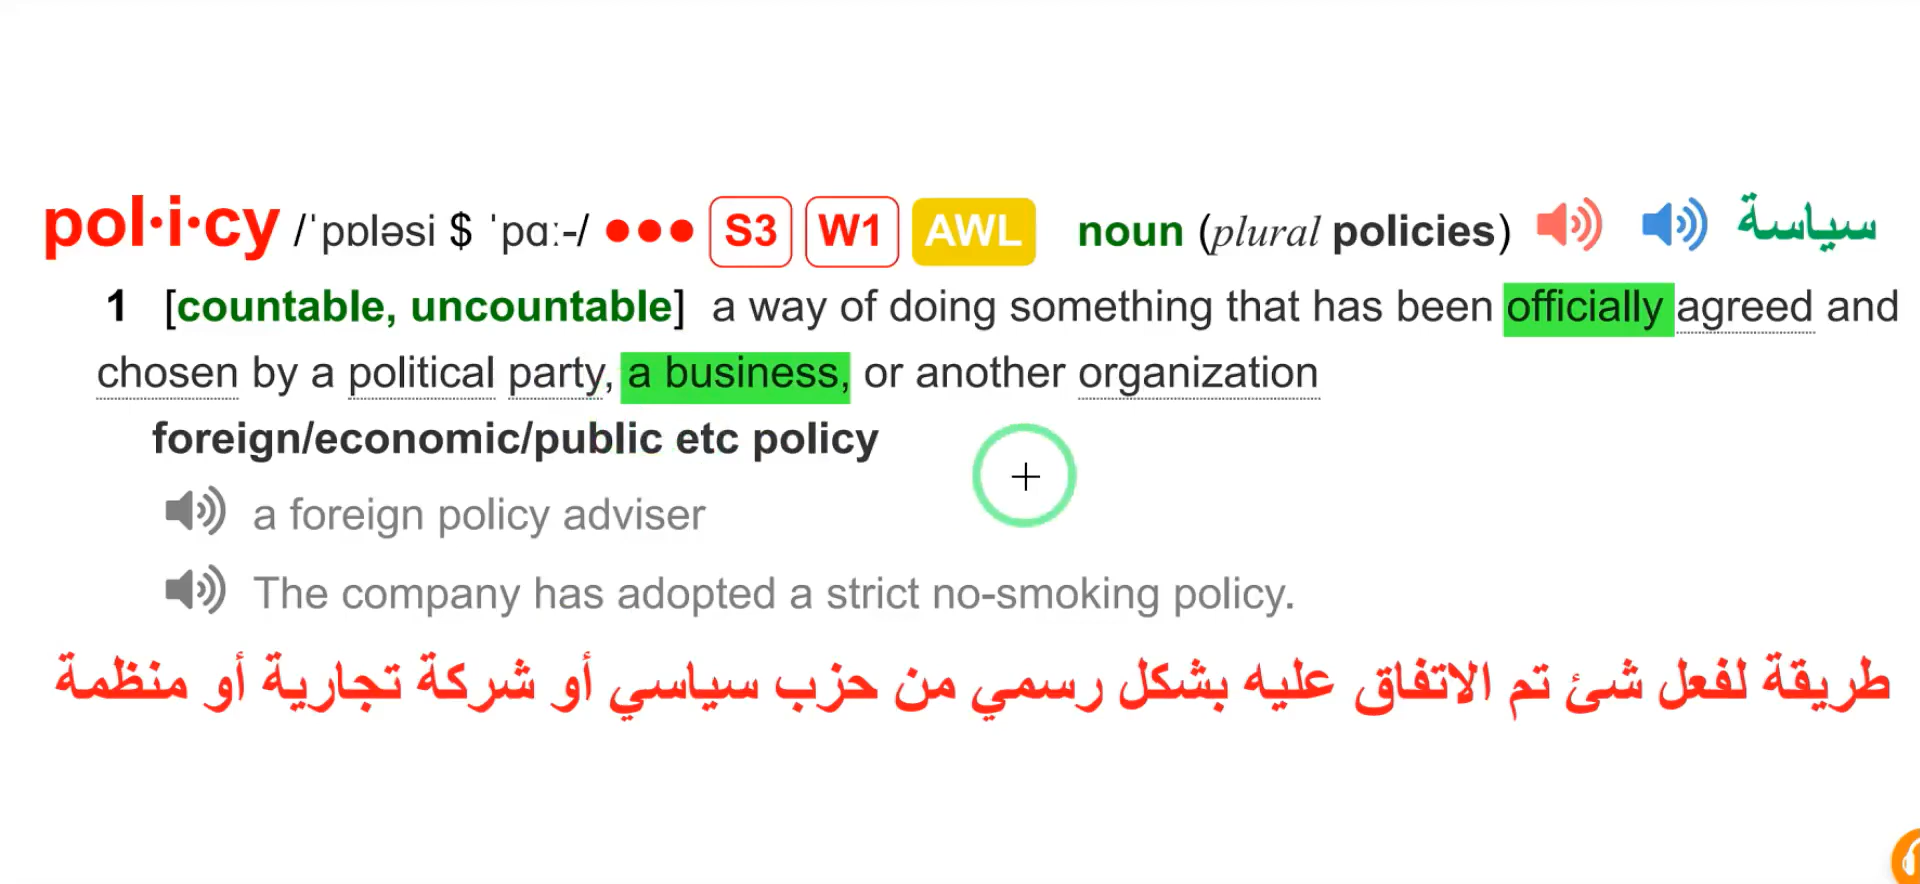 pol·i·cy /ˈpɒləsi $ ˈpɑː-/ ●●● S3 W1 AWL noun (plural policies) سياسة
1 [countable, uncountable] a way of doing something that has been officially agreed and
chosen by a political party, a business, or another organization
foreign/economic/public etc policy
a foreign policy adviser
The company has adopted a strict no-smoking policy.
طريقة لفعل شئ تم الاتفاق عليه بشكل رسمي من حزب سياسي أو شركة تجارية أو منظمة